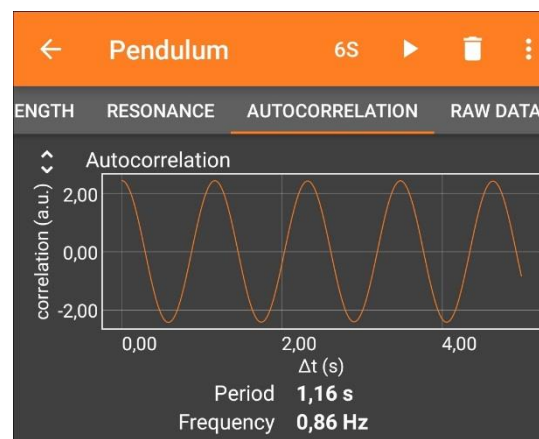 Pendulum 6S
ENGTH RESONANCE AUTOCORRELATION RAW DATA
Autocorrelation
correlation (a.u.)
2,00
0,00
-2,00
0,00 2,00 4,00
Δt (s)
Period 1,16 s
Frequency 0,86 Hz